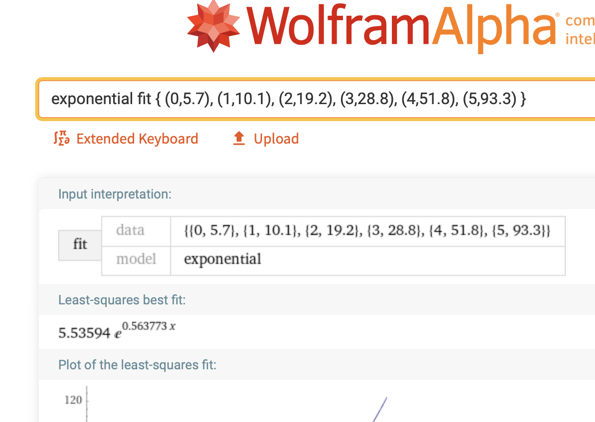 WolframAlpha com
inte
exponential fit { (0,5.7), (1,10.1), (2,19.2), (3,28.8), (4,51.8), (5,93.3) }
Extended Keyboard Upload
Input interpretation:
fit data {{0, 5.7}, {1, 10.1}, {2, 19.2}, {3, 28.8}, {4, 51.8}, {5, 93.3}}
model exponential
Least-squares best fit:
5.53594 e^0.563773 x
Plot of the least-squares fit:
120